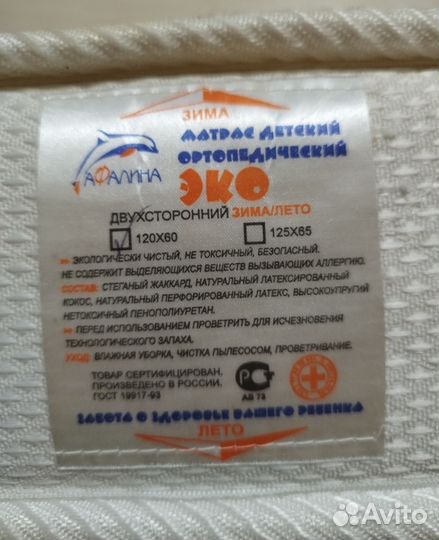 ЗИМА
АФАЛИНА
МАТРАС ДЕТСКИЙ
ОРТОПЕДИЧЕСКИЙ
ЭКО
ДВУХСТОРОННИЙ ЗИМА/ЛЕТО
120Х60 125Х65
ЭКОЛОГИЧЕСКИ ЧИСТЫЙ, НЕ ТОКСИЧНЫЙ, БЕЗОПАСНЫЙ.
НЕ СОДЕРЖИТ ВЫДЕЛЯЮЩИХСЯ ВЕЩЕСТВ ВЫЗЫВАЮЩИХ АЛЛЕРГИЮ.
СОСТАВ: СТЕГАНЫЙ ЖАККАРД, НАТУРАЛЬНЫЙ ЛАТЕКСИРОВАННЫЙ
КОКОС, НАТУРАЛЬНЫЙ ПЕРФОРИРОВАННЫЙ ЛАТЕКС, ВЫСОКОУПРУГИЙ
НЕТОКСИЧНЫЙ ПЕНОПОЛИУРЕТАН.
ПЕРЕД ИСПОЛЬЗОВАНИЕМ ПРОВЕТРИТЬ ДЛЯ ИСЧЕЗНОВЕНИЯ
ТЕХНОЛОГИЧЕСКОГО ЗАПАХА.
УХОД: ВЛАЖНАЯ УБОРКА, ЧИСТКА ПЫЛЕСОСОМ, ПРОВЕТРИВАНИЕ.
ТОВАР СЕРТИФИЦИРОВАН.
ПРОИЗВЕДЕНО В РОССИИ.
ГОСТ 19917-93
АВ 73
ЗАБОТА О ЗДОРОВЬЕ ВАШЕГО РЕБЕНКА
ЛЕТО
Avito